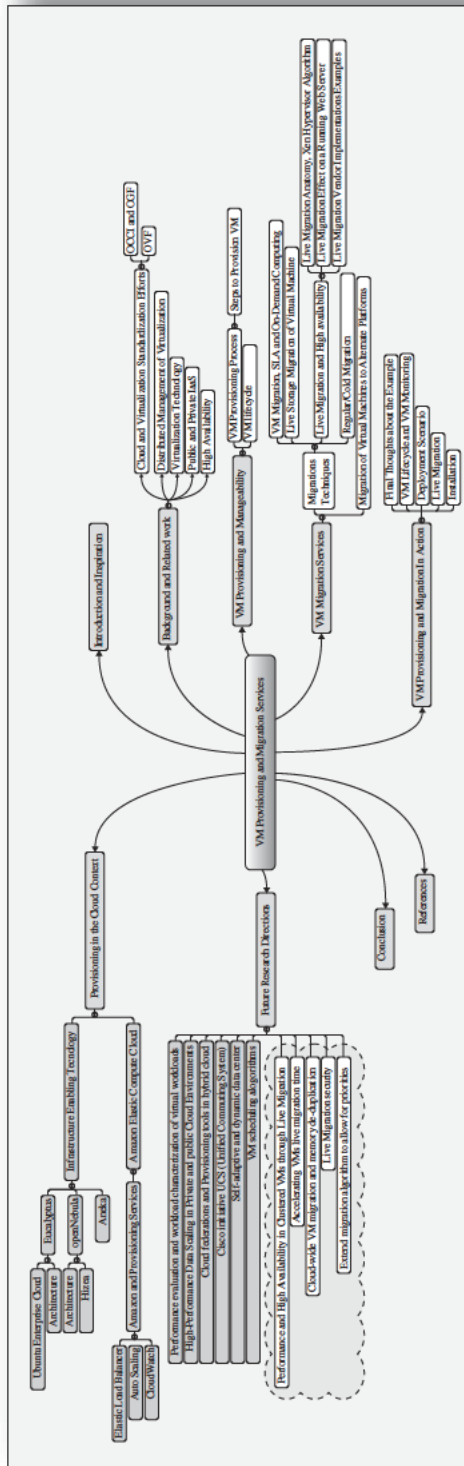 VM Provisioning and Migration Services
Introduction and Inspiration
Background and Related work
Cloud and Virtualization Standardization Efforts
OCCI and OGF
OVF
Distributed Management of Virtualization
Virtualization Technology
Public and Private IaaS
High Availability
VM Provisioning and Manageability
VM Provisioning Process
Steps to Provision VM
VM Lifecycle
VM Migration Services
Migrations
Techniques
VM Migration, SLA and On-Demand Computing
Live Storage Migration of Virtual Machine
Live Migration and High availability
Live Migration Anatomy, Xen Hypervisor Algorithm
Live Migration Effect on a Running Web Server
Live Migration Vendor Implementations Examples
Regular/Cold Migration
Migration of Virtual Machines to Alternate Platforms
VM Provisioning and Migration In Action
Final Thoughts about the Example
VM Lifecycle and VM Monitoring
Deployment Scenario
Live Migration
Installation
Provisioning in the Cloud Context
Infrastructure Enabling Tecnology
Eucalyptus
Ubuntu Enterprise Cloud
Architecture
openNebula
Architecture
Hizea
Aneka
Amazon Elastic Compute Cloud
Amazon and Provisioning Services
Elastic Load Balancer
Auto Scaling
CloudWatch
Future Research Directions
Performance evaluation and workload characterization of virtual workloads
High-Performance Data Scaling in Private and public Cloud Environments
Cloud federations and Provisioning tools in hybrid cloud
Cisco initiative UCS (Unified Commuting System)
Self-adaptive and dynamic data center
VM scheduling alogorithms
Performance and High Availability in Clustered VMs through Live Migration
Accelerating VMs live migration time
Cloud-wide VM migration and memory de-duplication
Live Migration security
Extend migration algorithm to allow for priorities
Conclusion
References